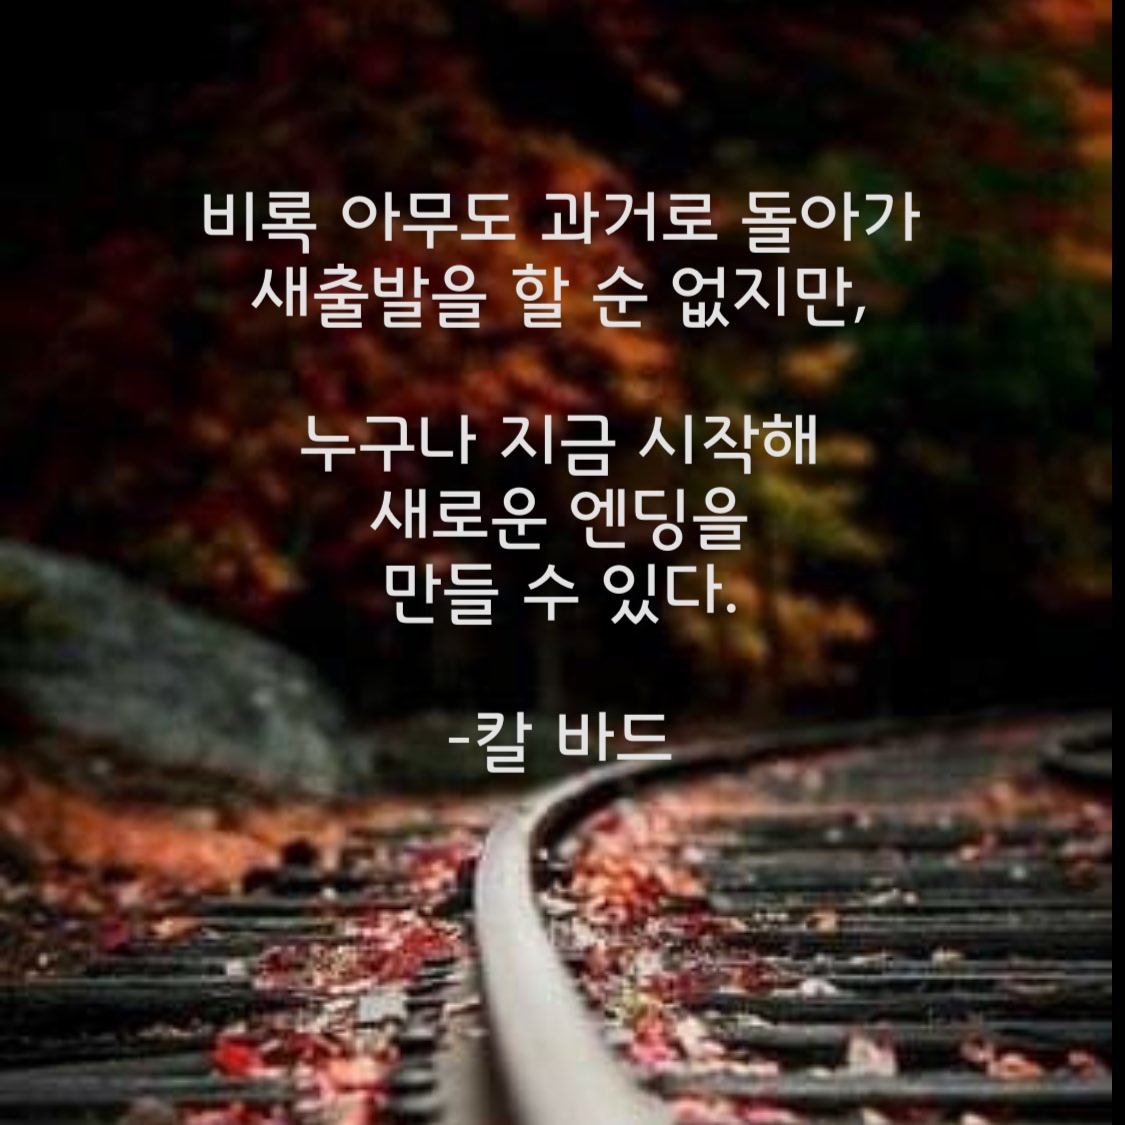 비록 아무도 과거로 돌아가
새출발을 할 순 없지만,
누구나 지금 시작해
새로운 엔딩을
만들 수 있다.
-칼 바드